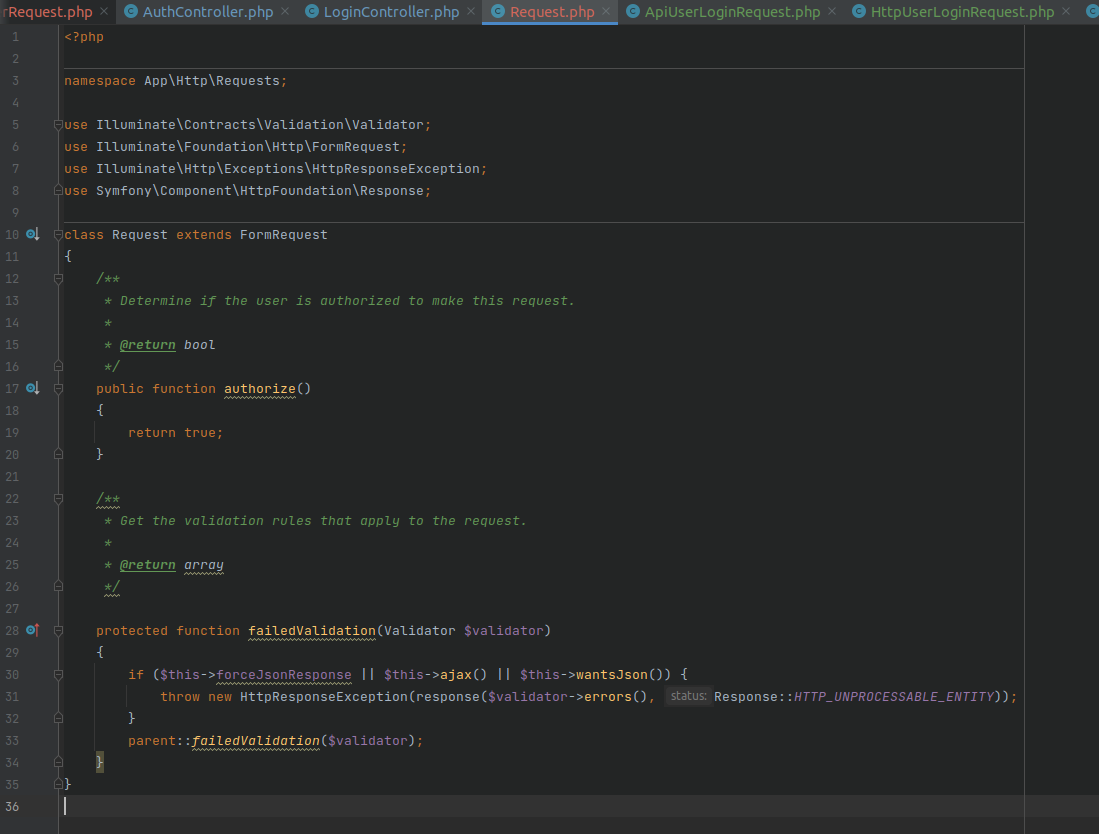 rRequest.php × AuthController.php × LoginController.php × Request.php × ApiUserLoginRequest.php × HttpUserLoginRequest.php ×
1 <?php
2
3 namespace App\Http\Requests;
4
5 use Illuminate\Contracts\Validation\Validator;
6 use Illuminate\Foundation\Http\FormRequest;
7 use Illuminate\Http\Exceptions\HttpResponseException;
8 use Symfony\Component\HttpFoundation\Response;
9
10 class Request extends FormRequest
11 {
12     /**
13      * Determine if the user is authorized to make this request.
14      *
15      * @return bool
16      */
17     public function authorize()
18     {
19         return true;
20     }
21
22     /**
23      * Get the validation rules that apply to the request.
24      *
25      * @return array
26      */
27
28     protected function failedValidation(Validator $validator)
29     {
30         if ($this->forceJsonResponse || $this->ajax() || $this->wantsJson()) {
31             throw new HttpResponseException(response($validator->errors(), status: Response::HTTP_UNPROCESSABLE_ENTITY));
32         }
33         parent::failedValidation($validator);
34     }
35 }
36